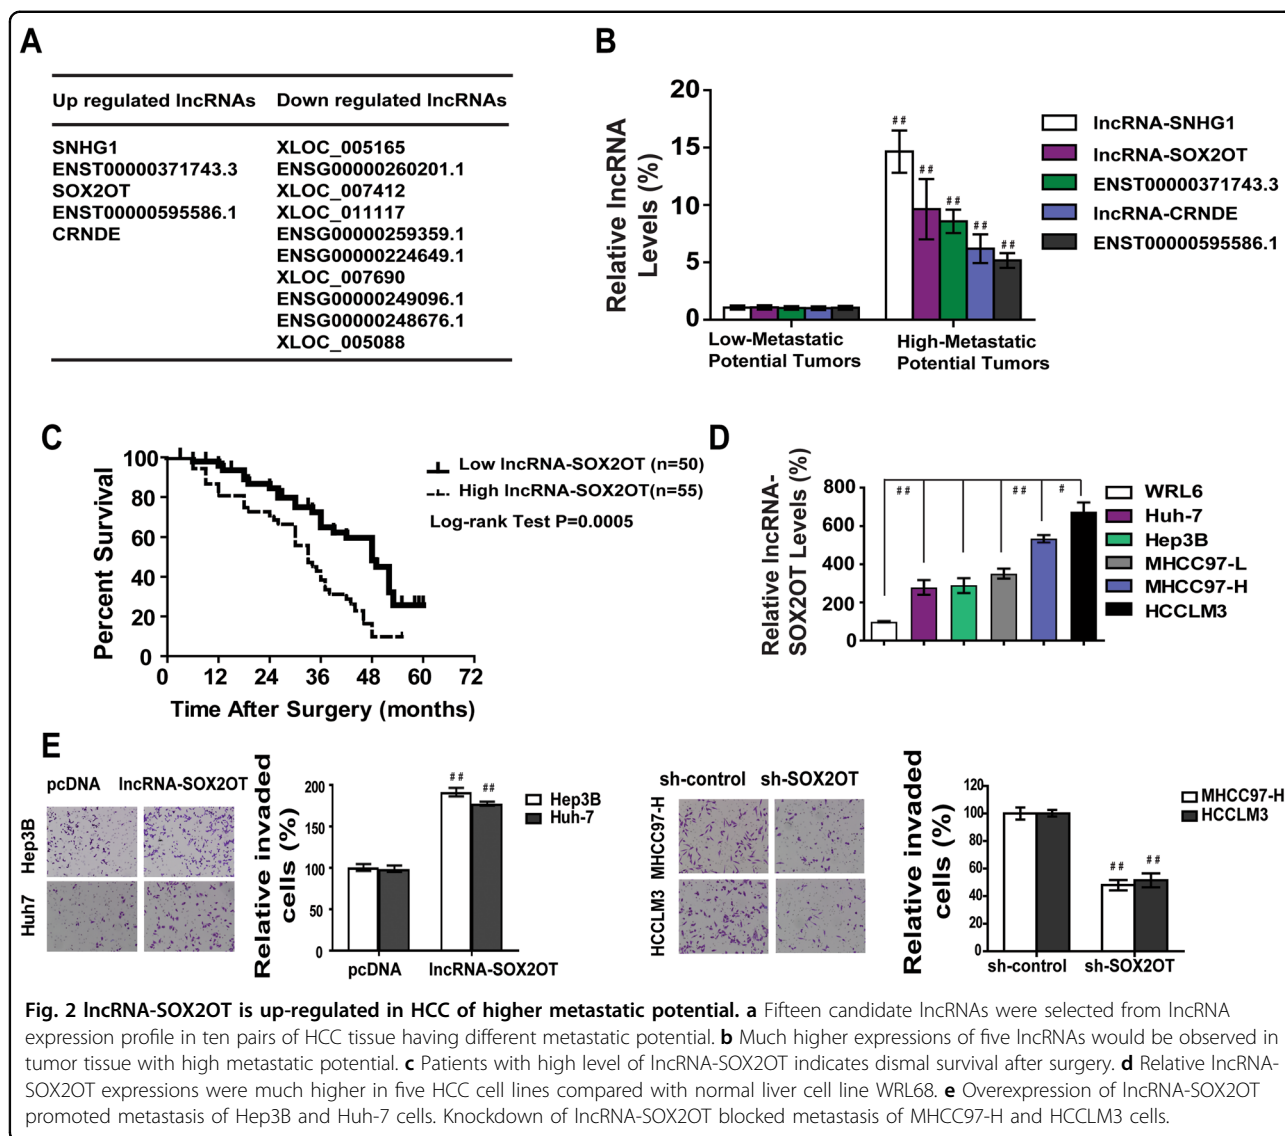 A
Up regulated lncRNAs Down regulated lncRNAs
SNHG1 XLOC_005165
ENST00000371743.3 ENSG0000260201.1
SOX2OT XLOC_007412
ENST00000595586.1 XLOC_011117
CRNDE ENSG00000259359.1
ENSG00000224649.1
XLOC_007690
ENSG00000249096.1
ENSG00000248676.1
XLOC_005088
B
Relative lncRNA
Levels (%)
20
15
10
5
0
##
##
##
##
##
Low-Metastatic
Potential Tumors
High-Metastatic
Potential Tumors
lncRNA-SNHG1
lncRNA-SOX2OT
ENST00000371743.3
lncRNA-CRNDE
ENST00000595586.1
C
Percent Survival
100
80
60
40
20
0
0 12 24 36 48 60 72
Time After Surgery (months)
Low lncRNA-SOX2OT (n=50)
High lncRNA-SOX2OT(n=55)
Log-rank Test P=0.0005
D
Relative lncRNA-
SOX2OT Levels (%)
800
600
400
200
0
## ## #
WRL6
Huh-7
Hep3B
MHCC97-L
MHCC97-H
HCCLM3
E
pcDNA lncRNA-SOX2OT
Hep3B
Huh7
Relative invaded
cells (%)
200
150
100
50
0
##
##
pcDNA lncRNA-SOX2OT
Hep3B
Huh-7
sh-control sh-SOX2OT
MHCC97-H
HCCLM3
Relative invaded
cells (%)
120
100
80
60
40
20
0
## ##
sh-control sh-SOX2OT
MHCC97-H
HCCLM3
Fig. 2 lncRNA-SOX2OT is up-regulated in HCC of higher metastatic potential. a Fifteen candidate lncRNAs were selected from lncRNA
expression profile in ten pairs of HCC tissue having different metastatic potential. b Much higher expressions of five lncRNAs would be observed in
tumor tissue with high metastatic potential. c Patients with high level of lncRNA-SOX2OT indicates dismal survival after surgery. d Relative lncRNA-
SOX2OT expressions were much higher in five HCC cell lines compared with normal liver cell line WRL68. e Overexpression of lncRNA-SOX2OT
promoted metastasis of Hep3B and Huh-7 cells. Knockdown of lncRNA-SOX2OT blocked metastasis of MHCC97-H and HCCLM3 cells.